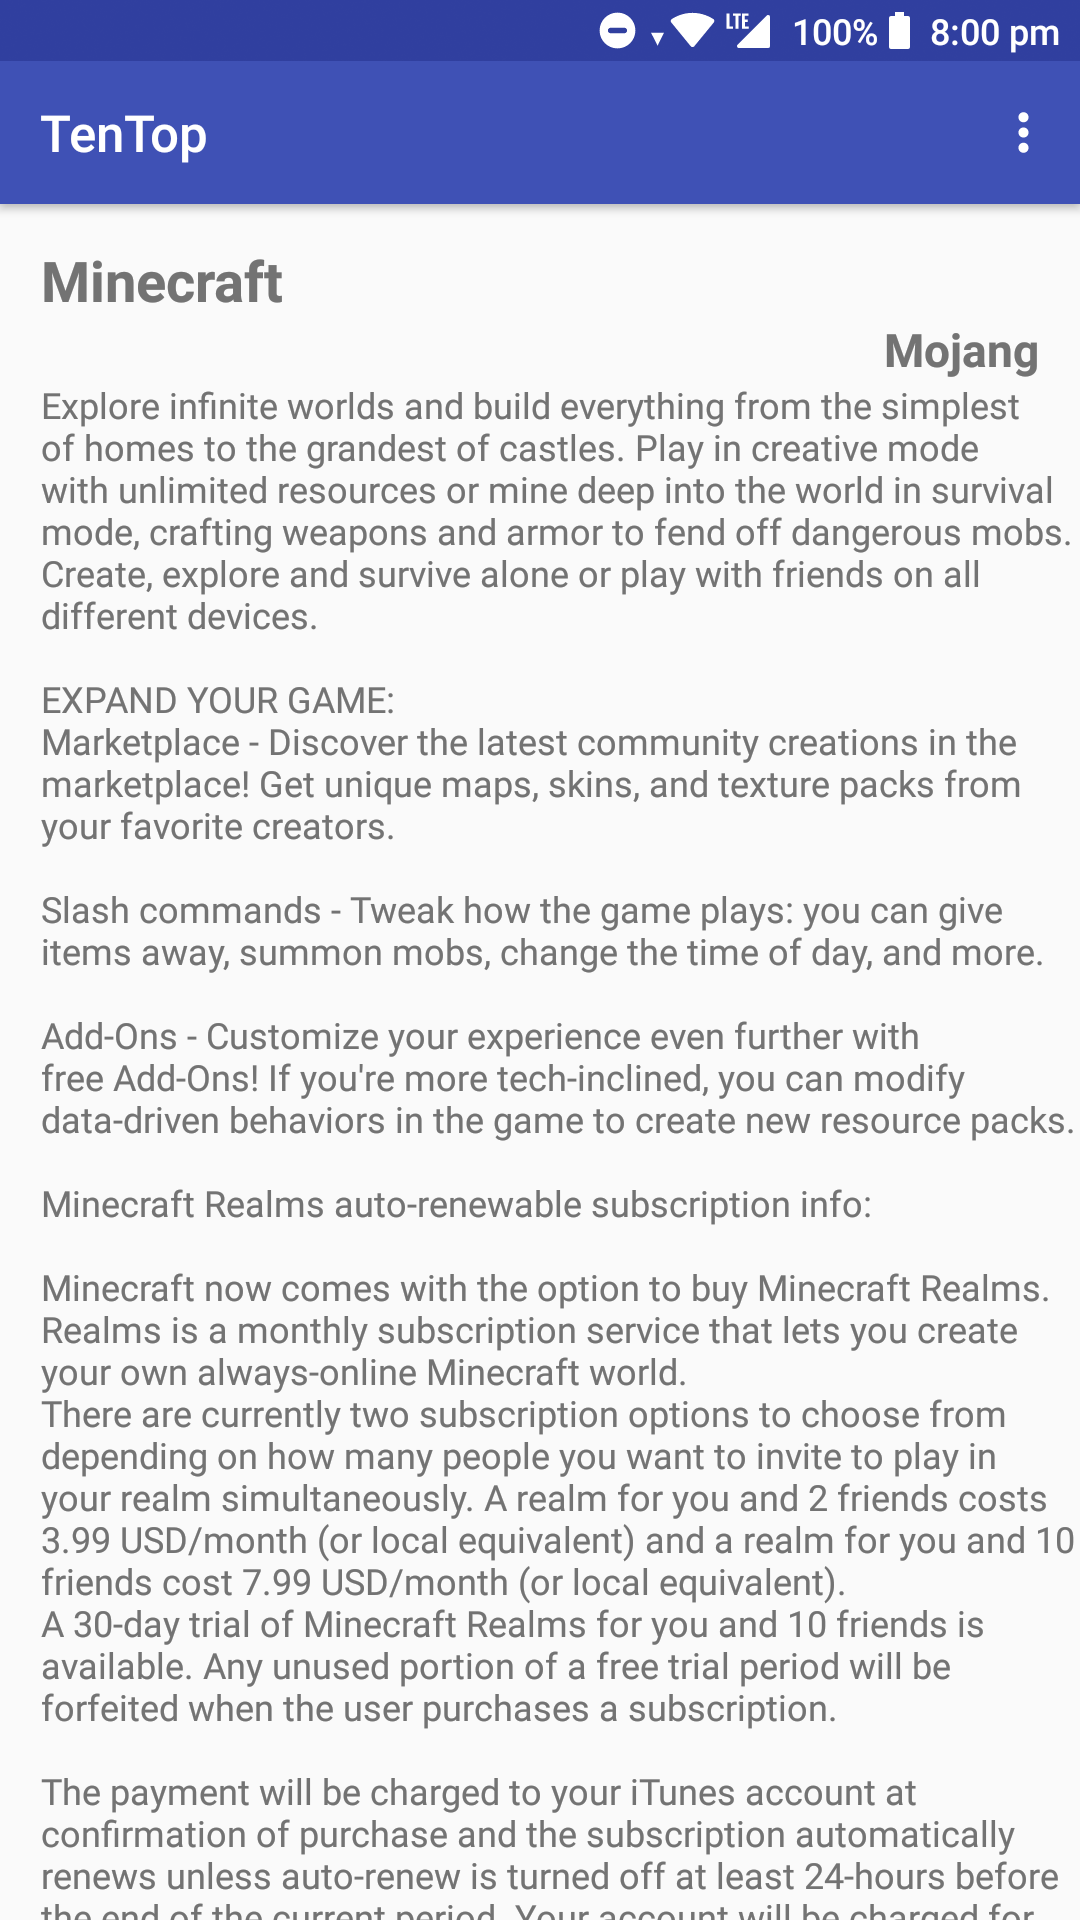 LTE 100% 8:00 pm
TenTop
Minecraft
Mojang
Explore infinite worlds and build everything from the simplest
of homes to the grandest of castles. Play in creative mode
with unlimited resources or mine deep into the world in survival
mode, crafting weapons and armor to fend off dangerous mobs.
Create, explore and survive alone or play with friends on all
different devices.
EXPAND YOUR GAME:
Marketplace - Discover the latest community creations in the
marketplace! Get unique maps, skins, and texture packs from
your favorite creators.
Slash commands - Tweak how the game plays: you can give
items away, summon mobs, change the time of day, and more.
Add-Ons - Customize your experience even further with
free Add-Ons! If you're more tech-inclined, you can modify
data-driven behaviors in the game to create new resource packs.
Minecraft Realms auto-renewable subscription info:
Minecraft now comes with the option to buy Minecraft Realms.
Realms is a monthly subscription service that lets you create
your own always-online Minecraft world.
There are currently two subscription options to choose from
depending on how many people you want to invite to play in
your realm simultaneously. A realm for you and 2 friends costs
3.99 USD/month (or local equivalent) and a realm for you and 10
friends cost 7.99 USD/month (or local equivalent).
A 30-day trial of Minecraft Realms for you and 10 friends is
available. Any unused portion of a free trial period will be
forfeited when the user purchases a subscription.
The payment will be charged to your iTunes account at
confirmation of purchase and the subscription automatically
renews unless auto-renew is turned off at least 24-hours before
the end of the current period. Your account will be charged for